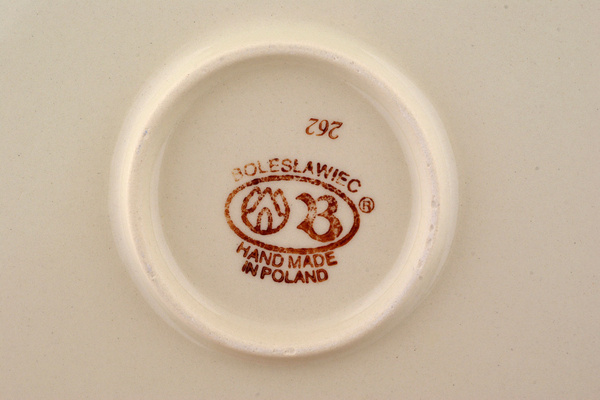 262
BOLESŁAWIEC
B ®
HAND MADE
IN POLAND